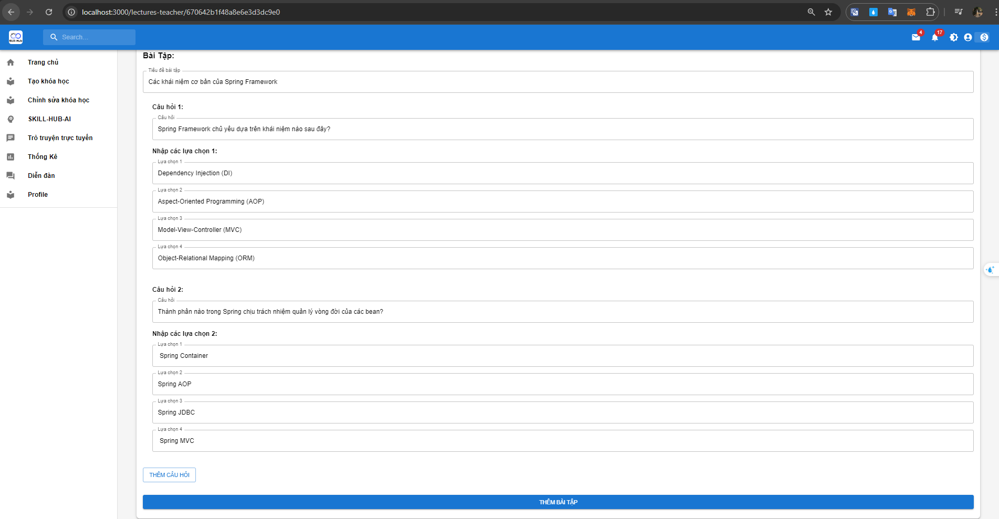 localhost:3000/lectures-teacher/670642b1f48a8e6e3d3dc9e0
Skill-Hub
Search...
4
17
Trang chủ
Tạo khóa học
Chỉnh sửa khóa học
SKILL-HUB-AI
Trò truyện trực tuyến
Thống Kê
Diễn đàn
Profile
Bài Tập:
Tiêu đề bài tập
Các khái niệm cơ bản của Spring Framework
Câu hỏi 1:
Câu hỏi
Spring Framework chủ yếu dựa trên khái niệm nào sau đây?
Nhập các lựa chọn 1:
Lựa chọn 1
Dependency Injection (DI)
Lựa chọn 2
Aspect-Oriented Programming (AOP)
Lựa chọn 3
Model-View-Controller (MVC)
Lựa chọn 4
Object-Relational Mapping (ORM)
Câu hỏi 2:
Câu hỏi
Thành phần nào trong Spring chịu trách nhiệm quản lý vòng đời của các bean?
Nhập các lựa chọn 2:
Lựa chọn 1
Spring Container
Lựa chọn 2
Spring AOP
Lựa chọn 3
Spring JDBC
Lựa chọn 4
Spring MVC
THÊM CÂU HỎI
THÊM BÀI TẬP